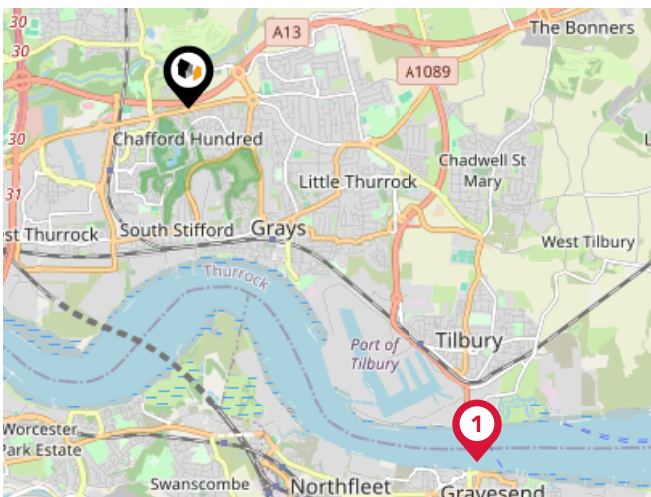 30
A13
The Bonners
30
A1089
Chafford Hundred
30
Chadwell St
Mary
Little Thurrock
31
st Thurrock
South Stifford
Grays
West Tilbury
Thurrock
Port of
Tilbury
Tilbury
1
Worcester
Park Estate
Swanscombe
Northfleet
Gravesend